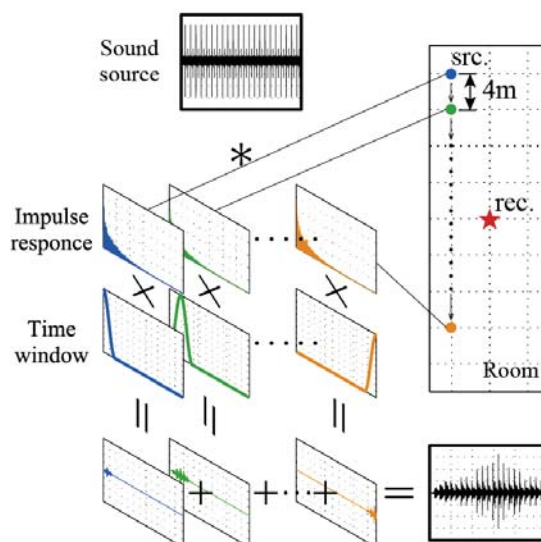 Sound
source
src.
4m
*
Impulse
responce
rec.
×
×
×
Time
window
Room
=
=
=
+
+
+
=